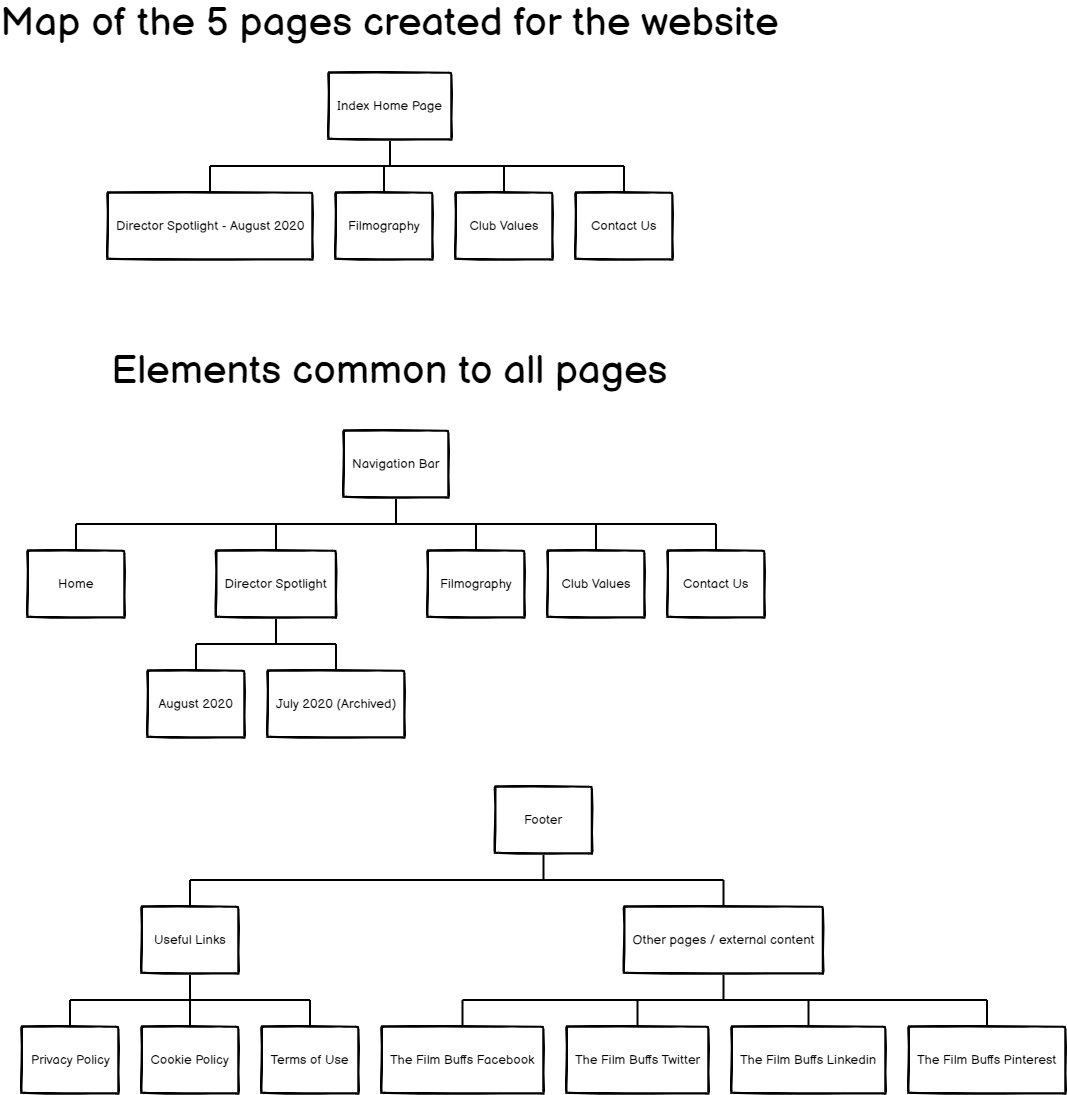 Map of the 5 pages created for the website
Index Home Page
Director Spotlight - August 2020
Filmography
Club Values
Contact Us
Elements common to all pages
Navigation Bar
Home
Director Spotlight
Filmography
Club Values
Contact Us
August 2020
July 2020 (Archived)
Footer
Useful Links
Other pages / external content
Privacy Policy
Cookie Policy
Terms of Use
The Film Buffs Facebook
The Film Buffs Twitter
The Film Buffs Linkedin
The Film Buffs Pinterest